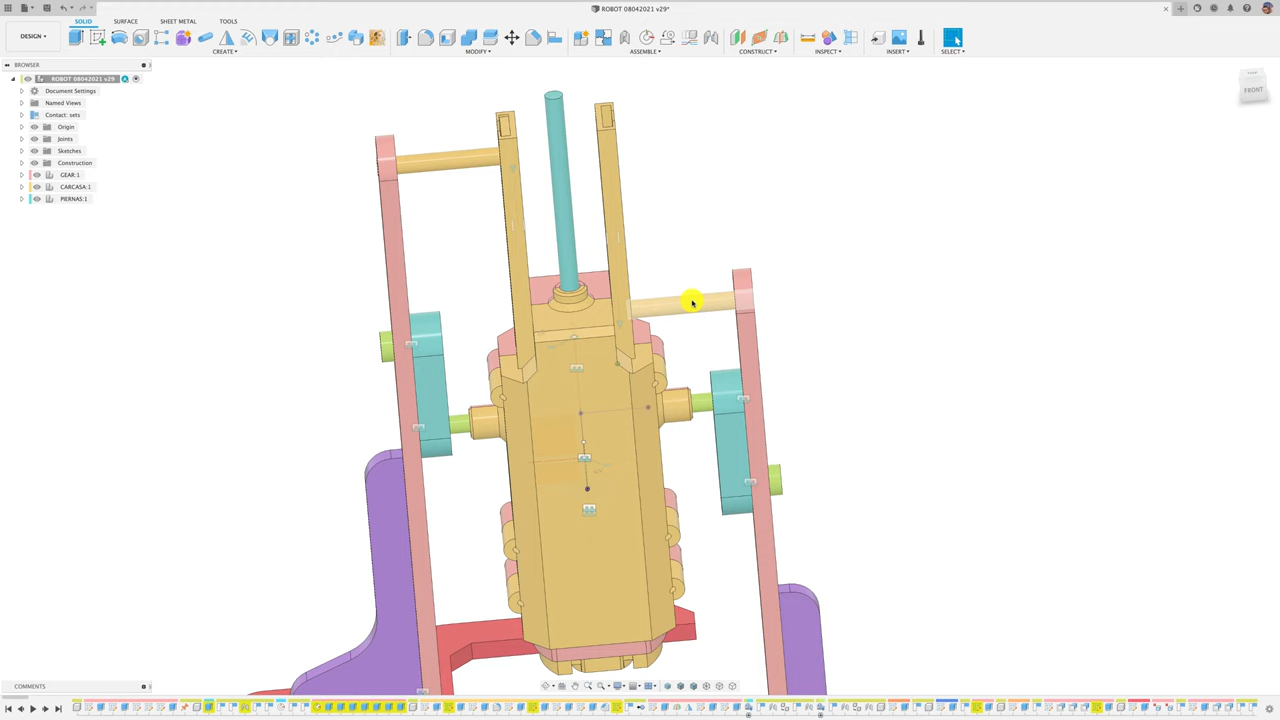 ROBOT 08042021 v29*
DESIGN
SOLID
SURFACE
SHEET METAL
TOOLS
CREATE
MODIFY
ASSEMBLE
CONSTRUCT
INSPECT
INSERT
SELECT
BROWSER
ROBOT 08042021 v29
Document Settings
Named Views
Contact: sets
Origin
Joints
Sketches
Construction
GEAR:1
CARCASA:1
PIERNAS:1
FRONT
COMMENTS